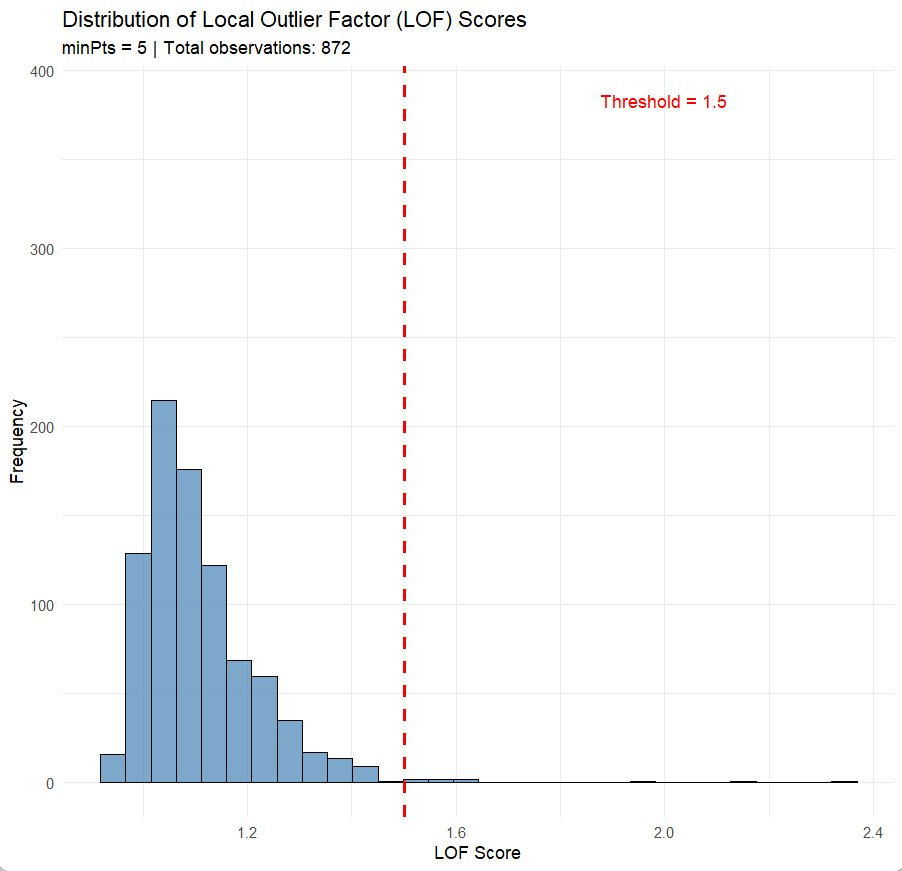 Distribution of Local Outlier Factor (LOF) Scores
minPts = 5 | Total observations: 872
Threshold = 1.5
400
300
200
100
0
Frequency
1.2
1.6
2.0
2.4
LOF Score